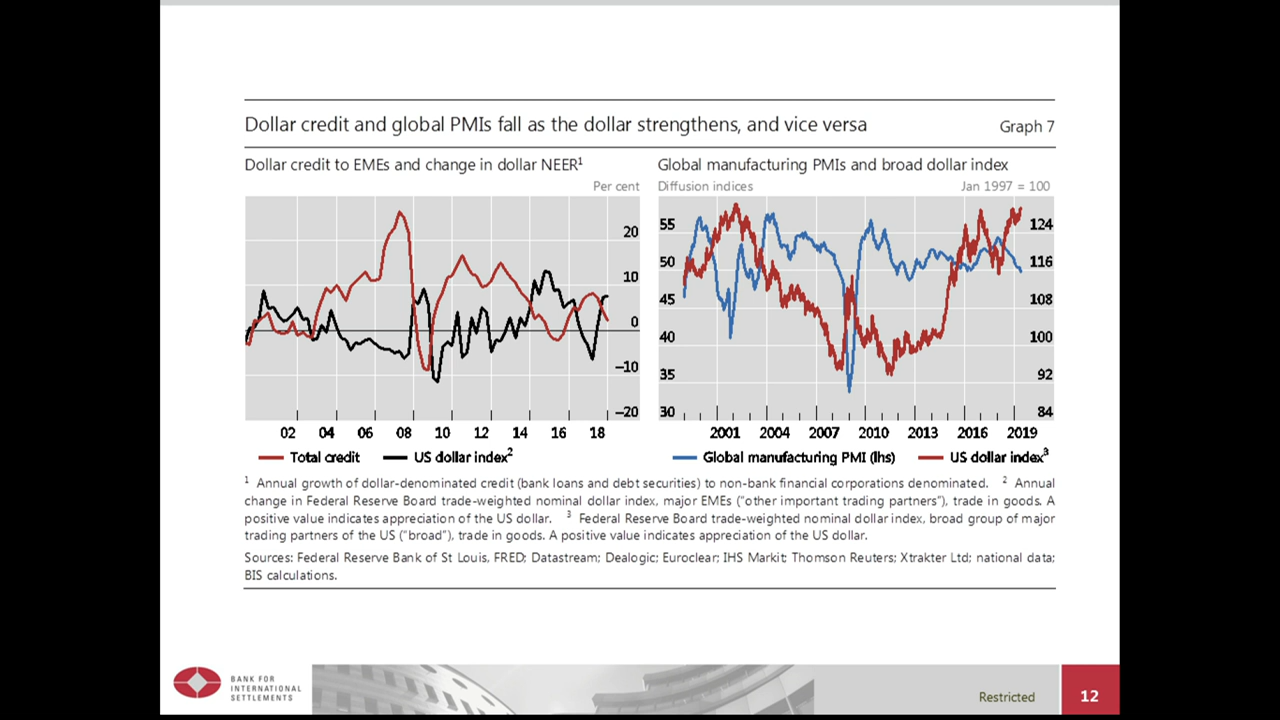 Dollar credit and global PMIs fall as the dollar strengthens, and vice versa
Graph 7
Dollar credit to EMEs and change in dollar NEER¹
Per cent
20
10
0
–10
–20
02 04 06 08 10 12 14 16 18
Total credit US dollar index²
Global manufacturing PMIs and broad dollar index
Diffusion indices Jan 1997 = 100
55 124
50 116
45 108
40 100
35 92
30 84
2001 2004 2007 2010 2013 2016 2019
Global manufacturing PMI (lhs) US dollar index³
¹ Annual growth of dollar-denominated credit (bank loans and debt securities) to non-bank financial corporations denominated. ² Annual
change in Federal Reserve Board trade-weighted nominal dollar index, major EMEs (“other important trading partners”), trade in goods. A
positive value indicates appreciation of the US dollar. ³ Federal Reserve Board trade-weighted nominal dollar index, broad group of major
trading partners of the US (“broad”), trade in goods. A positive value indicates appreciation of the US dollar.
Sources: Federal Reserve Bank of St Louis, FRED; Datastream; Dealogic; Euroclear; IHS Markit; Thomson Reuters; Xtrakter Ltd; national data;
BIS calculations.
BANK FOR
INTERNATIONAL
SETTLEMENTS
Restricted
12